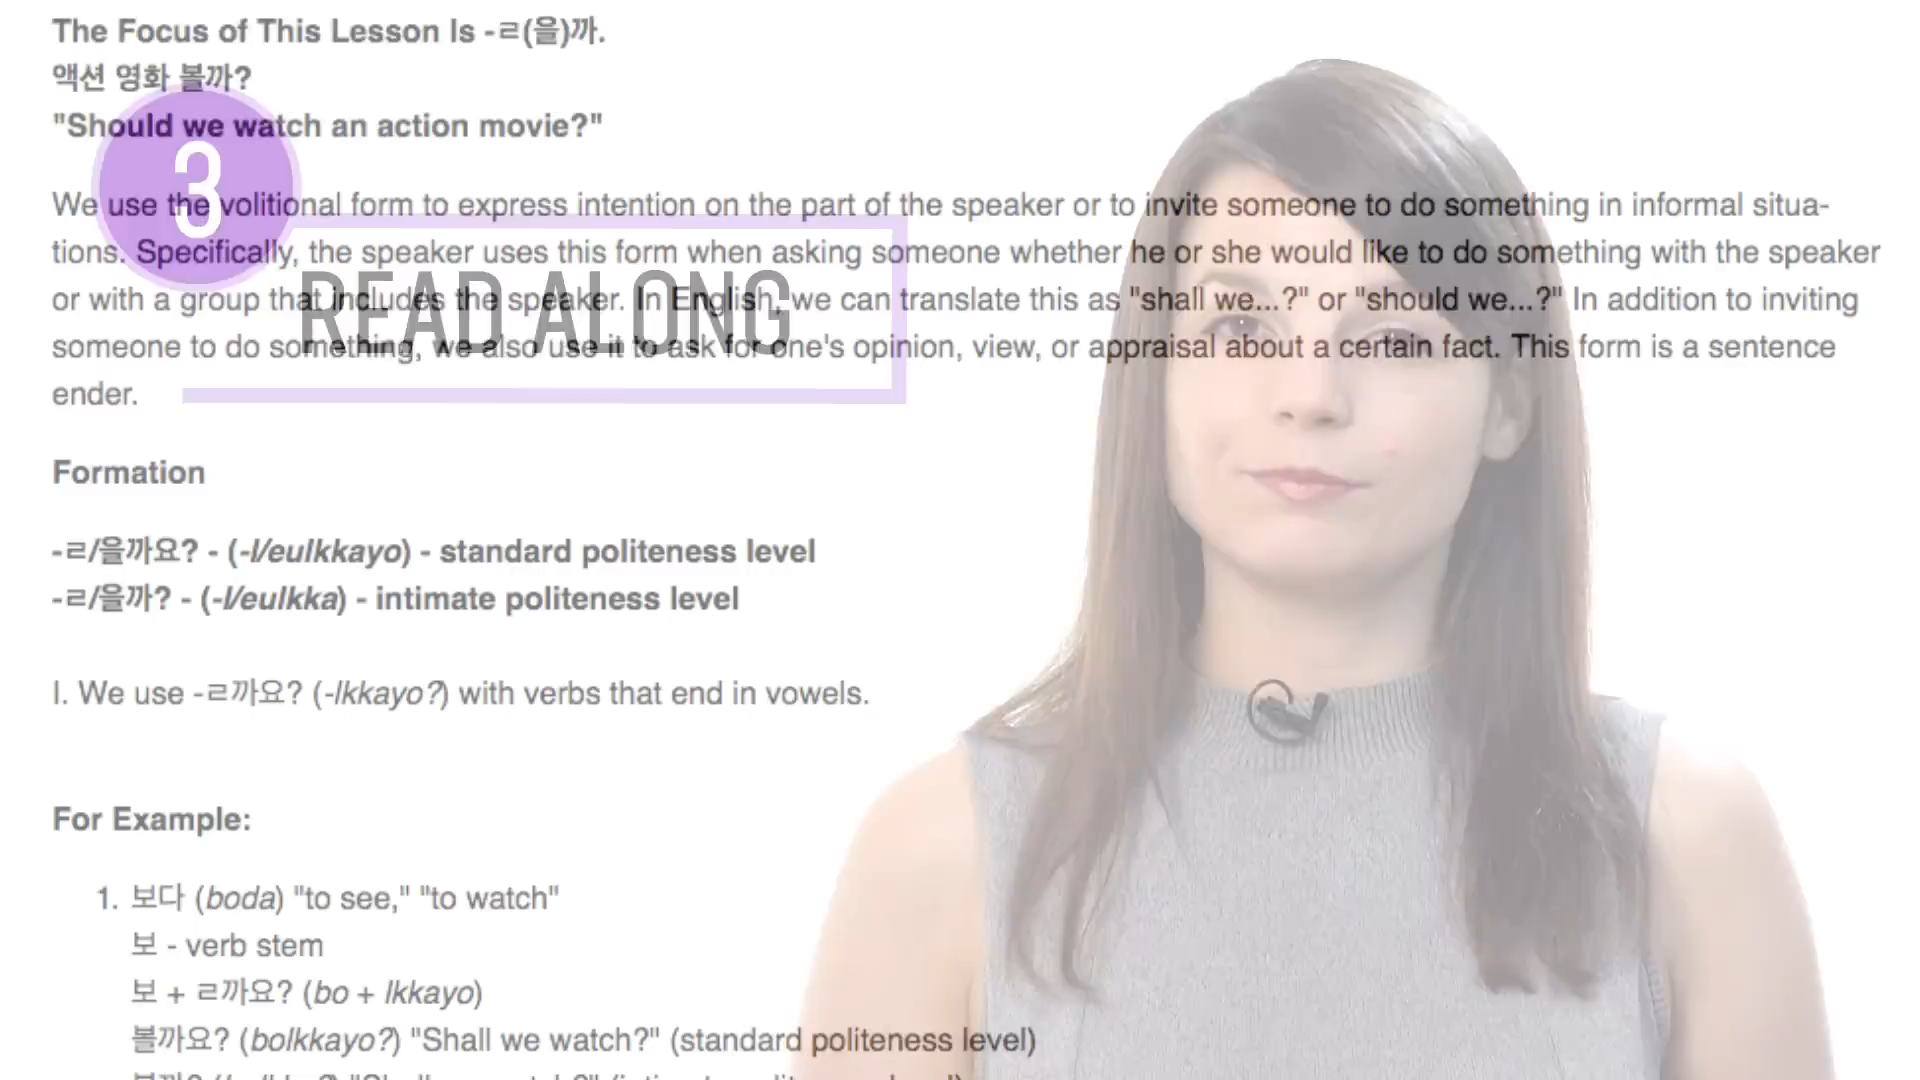 The Focus of This Lesson Is -ㄹ(을)까.
액션 영화 볼까?
"Should we watch an action movie?"
3
We use the volitional form to express intention on the part of the speaker or to invite someone to do something in informal situa-
tions. Specifically, the speaker uses this form when asking someone whether he or she would like to do something with the speaker
or with a group that includes the speaker. In English, we can translate this as "shall we...?" or "should we...?" In addition to inviting
READ ALONG
someone to do something, we also use it to ask for one's opinion, view, or appraisal about a certain fact. This form is a sentence
ender.
Formation
-ㄹ/을까요? - (-l/eulkkayo) - standard politeness level
-ㄹ/을까? - (-l/eulkka) - intimate politeness level
I. We use -ㄹ까요? (-lkkayo?) with verbs that end in vowels.
For Example:
1. 보다 (boda) "to see," "to watch"
보 - verb stem
보 + ㄹ까요? (bo + lkkayo)
볼까요? (bolkkayo?) "Shall we watch?" (standard politeness level)